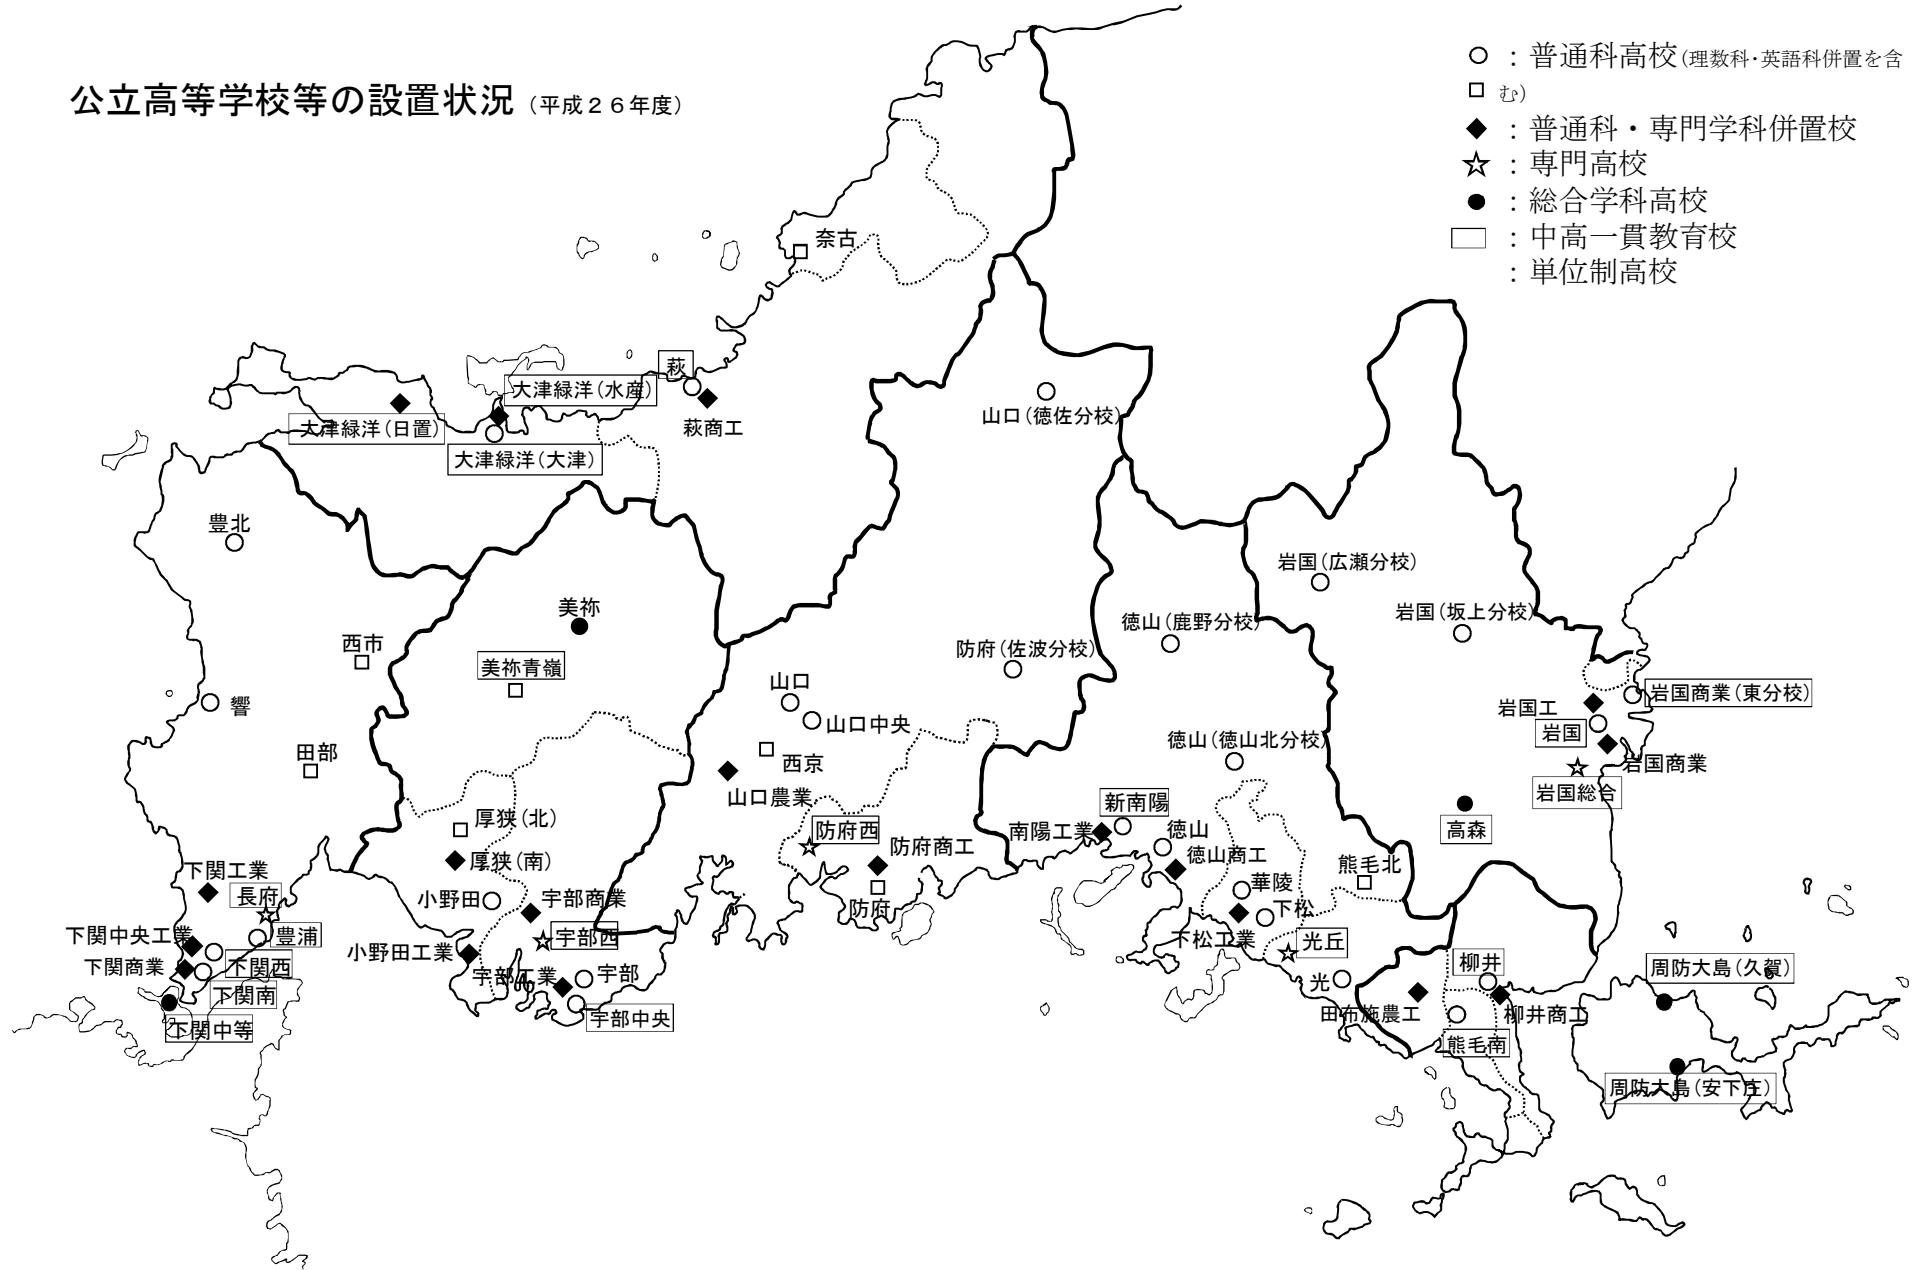 公立高等学校等の設置状況(平成26年度)
○ :普通科高校(理数科・英語科併置を含
□ む)
◆ :普通科・専門学科併置校
☆ :専門高校
● :総合学科高校
:中高一貫教育校
:単位制高校
奈古
萩
大津緑洋(水産)
萩商工
大津緑洋(日置)
大津緑洋(大津)
山口(徳佐分校)
豊北
岩国(広瀬分校)
美祢
岩国(坂上分校)
徳山(鹿野分校)
西市
防府(佐波分校)
美祢青嶺
山口
岩国商業(東分校)
響
岩国工
山口中央
岩国
徳山(徳山北分校)
田部
西京
岩国商業
山口農業
岩国総合
新南陽
厚狭(北)
防府西
南陽工業
徳山
高森
防府商工
徳山商工
厚狭(南)
熊毛北
下関工業
華陵
長府
小野田
宇部商業
防府
下松
下関中央工業
豊浦
宇部西
下松工業
光丘
小野田工業
下関商業
下関西
柳井
周防大島(久賀)
宇部工業
宇部
光
下関南
田布施農工
柳井商工
宇部中央
下関中等
熊毛南
周防大島(安下庄)